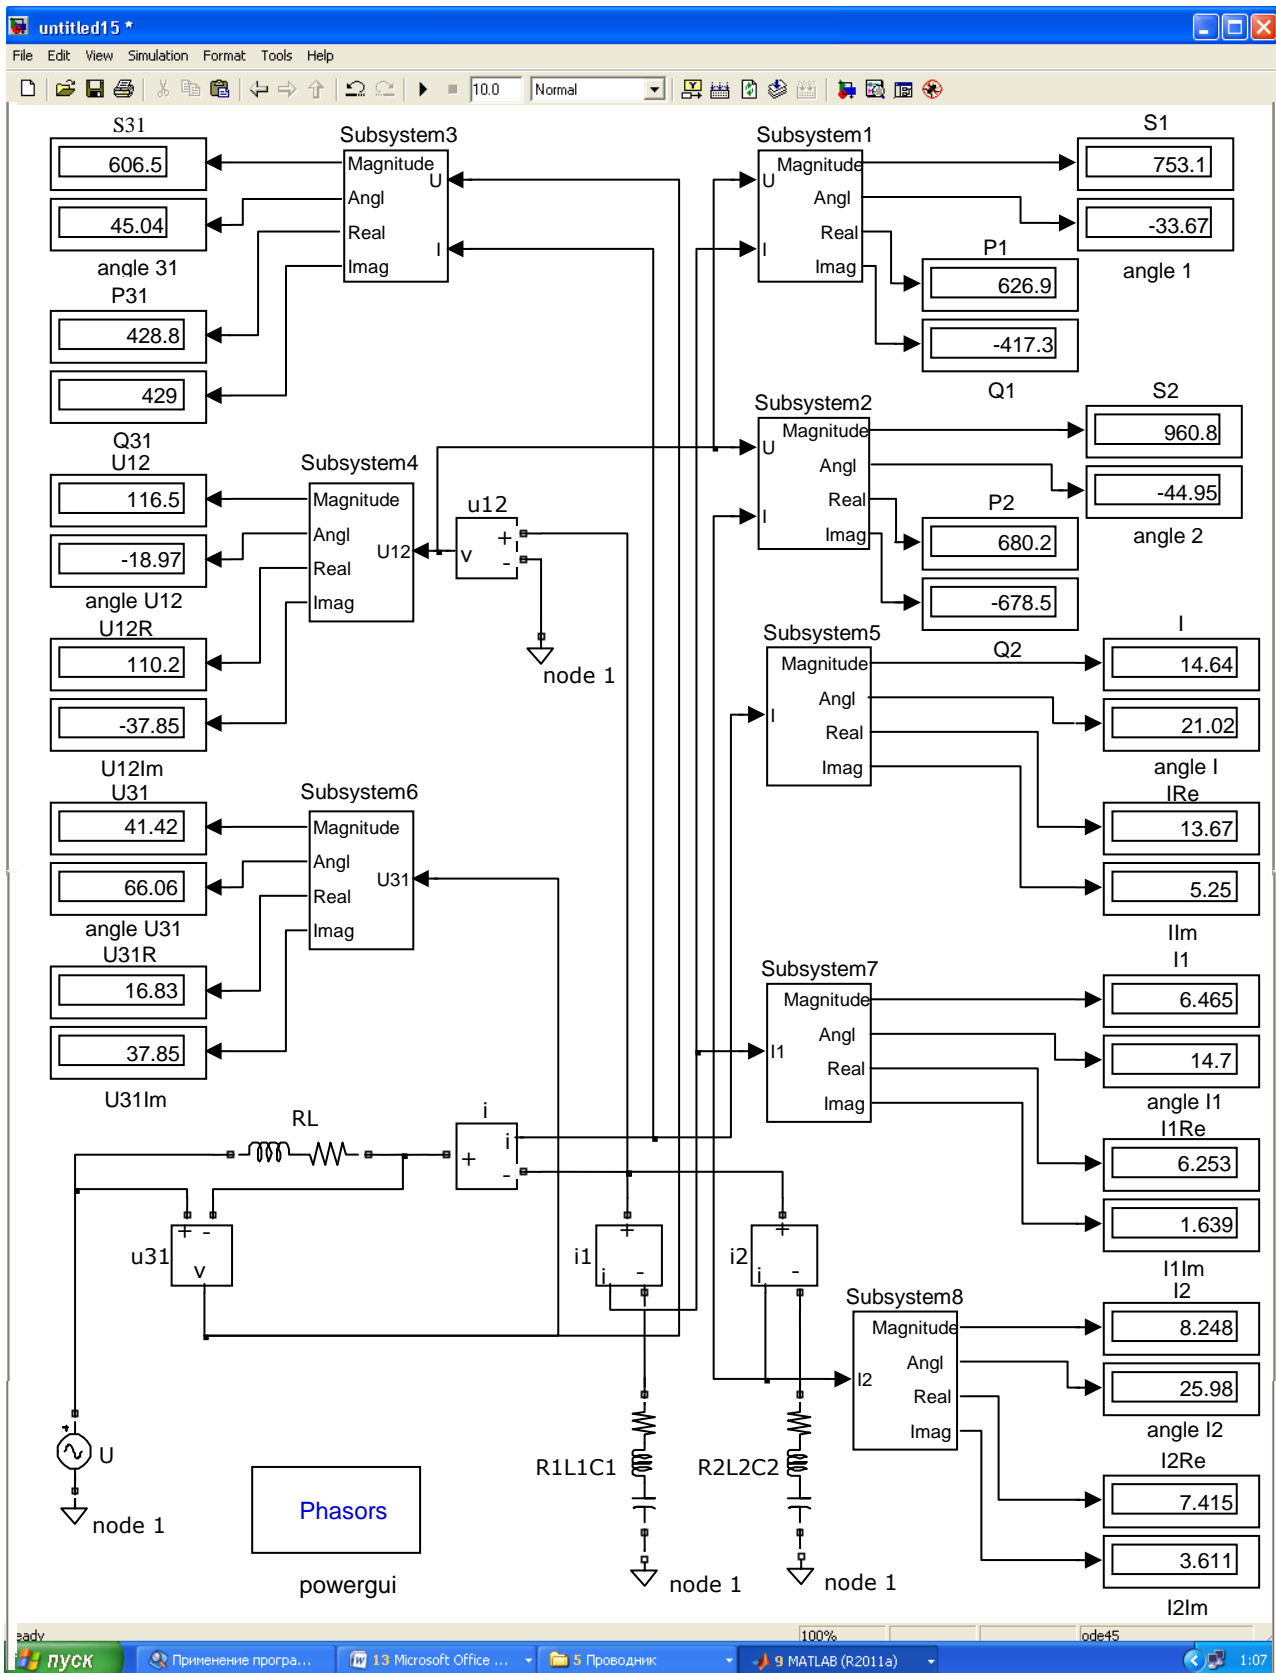 untitled15 *
File Edit View Simulation Format Tools Help
10.0 Normal
S31
606.5
45.04
angle 31
P31
428.8
429
Q31
Subsystem3
Magnitude
Angl
Real
Imag
U
I
Subsystem1
U
I
Magnitude
Angl
Real
Imag
S1
753.1
-33.67
angle 1
P1
626.9
-417.3
Q1
U12
116.5
-18.97
angle U12
U12R
110.2
-37.85
U12Im
Subsystem4
Magnitude
Angl
Real
Imag
U12
u12
+
-
v
node 1
Subsystem2
U
I
Magnitude
Angl
Real
Imag
S2
960.8
-44.95
angle 2
P2
680.2
-678.5
Q2
Subsystem5
I
Magnitude
Angl
Real
Imag
I
14.64
21.02
angle I
IRe
13.67
5.25
IIm
U31
41.42
66.06
angle U31
U31R
16.83
37.85
U31Im
Subsystem6
Magnitude
Angl
Real
Imag
U31
Subsystem7
I1
Magnitude
Angl
Real
Imag
I1
6.465
14.7
angle I1
I1Re
6.253
1.639
I1Im
RL
i
+
i
-
u31
+ -
v
i1
+
i -
i2
+
i -
Subsystem8
I2
Magnitude
Angl
Real
Imag
I2
8.248
25.98
angle I2
I2Re
7.415
3.611
I2Im
U
node 1
Phasors
powergui
R1L1C1
node 1
R2L2C2
node 1
eady 100% ode45
пуск Применение програ... 13 Microsoft Office ... 5 Проводник 9 MATLAB (R2011a) 1:07